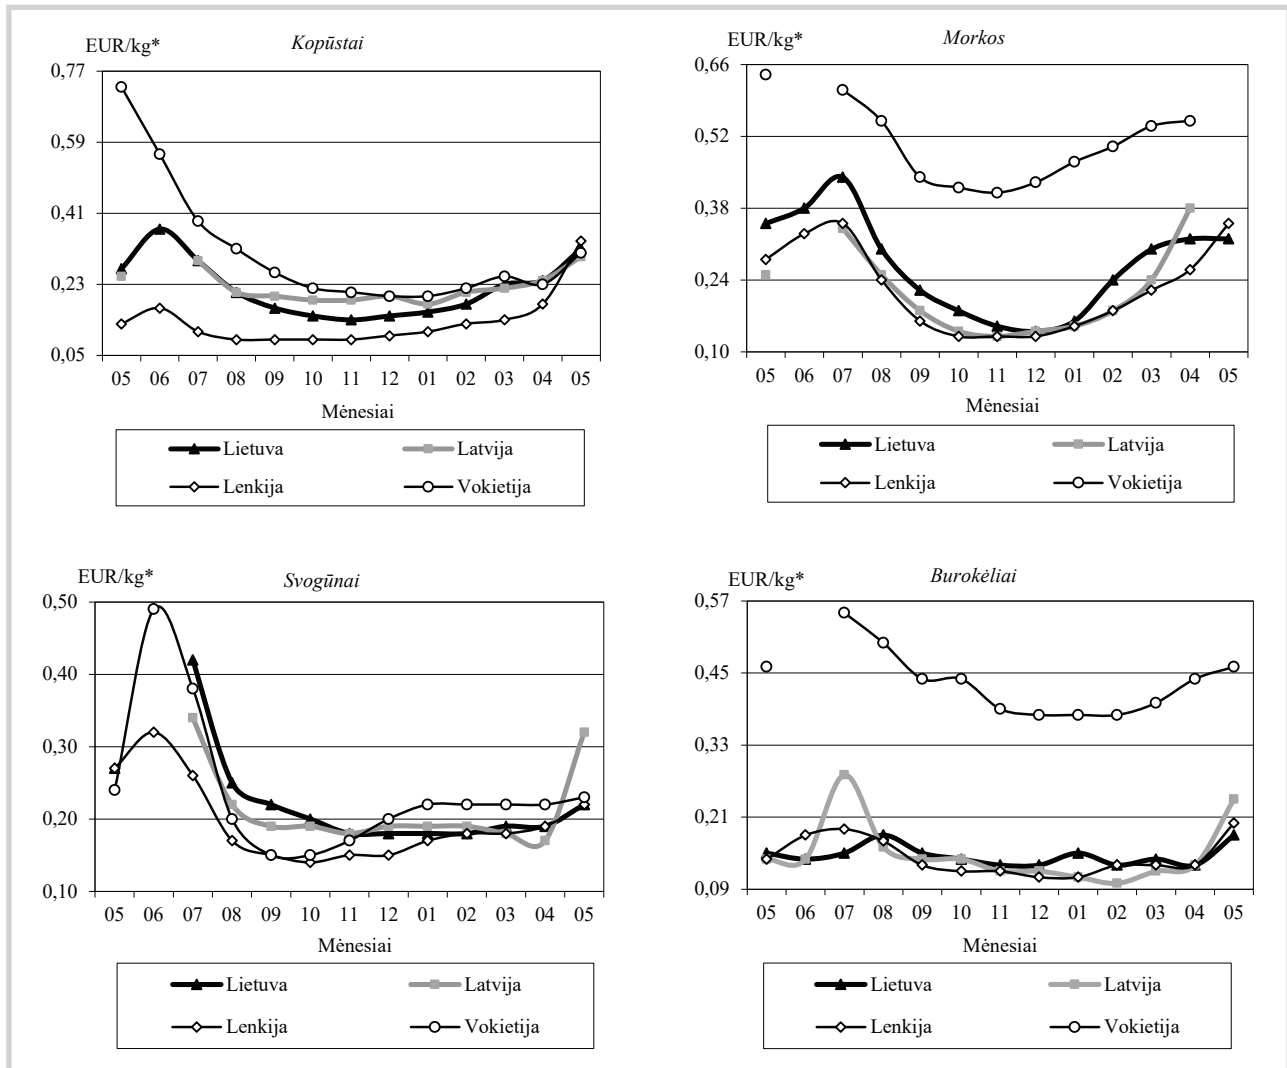 EUR/kg*
Kopūstai
0,77
0,59
0,41
0,23
0,05
05 06 07 08 09 10 11 12 01 02 03 04 05
Mėnesiai
Lietuva Latvija
Lenkija Vokietija
EUR/kg*
Morkos
0,66
0,52
0,38
0,24
0,10
05 06 07 08 09 10 11 12 01 02 03 04 05
Mėnesiai
Lietuva Latvija
Lenkija Vokietija
EUR/kg*
Svogūnai
0,50
0,40
0,30
0,20
0,10
05 06 07 08 09 10 11 12 01 02 03 04 05
Mėnesiai
Lietuva Latvija
Lenkija Vokietija
EUR/kg*
Burokėliai
0,57
0,45
0,33
0,21
0,09
05 06 07 08 09 10 11 12 01 02 03 04 05
Mėnesiai
Lietuva Latvija
Lenkija Vokietija